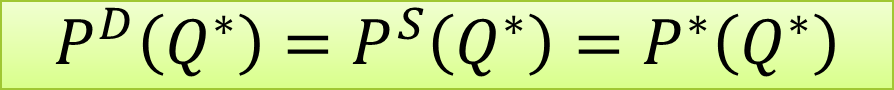 P^D(Q*) = P^S(Q*) = P*(Q*)